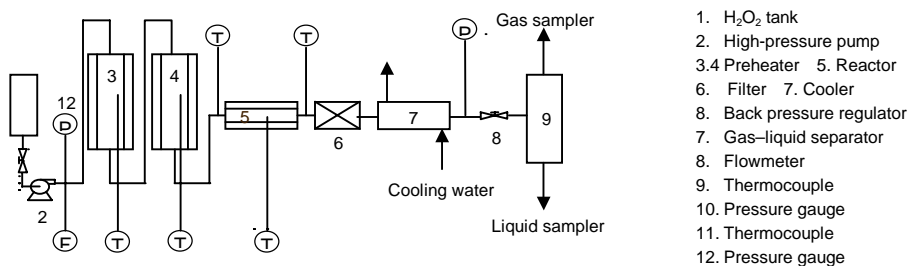 Gas sampler
T
T
P .
3
4
12
P
5
6
7
8
9
2
Cooling water
F
T
T
T
Liquid sampler
1. H₂O₂ tank
2. High-pressure pump
3.4 Preheater 5. Reactor
6. Filter 7. Cooler
8. Back pressure regulator
7. Gas–liquid separator
8. Flowmeter
9. Thermocouple
10. Pressure gauge
11. Thermocouple
12. Pressure gauge